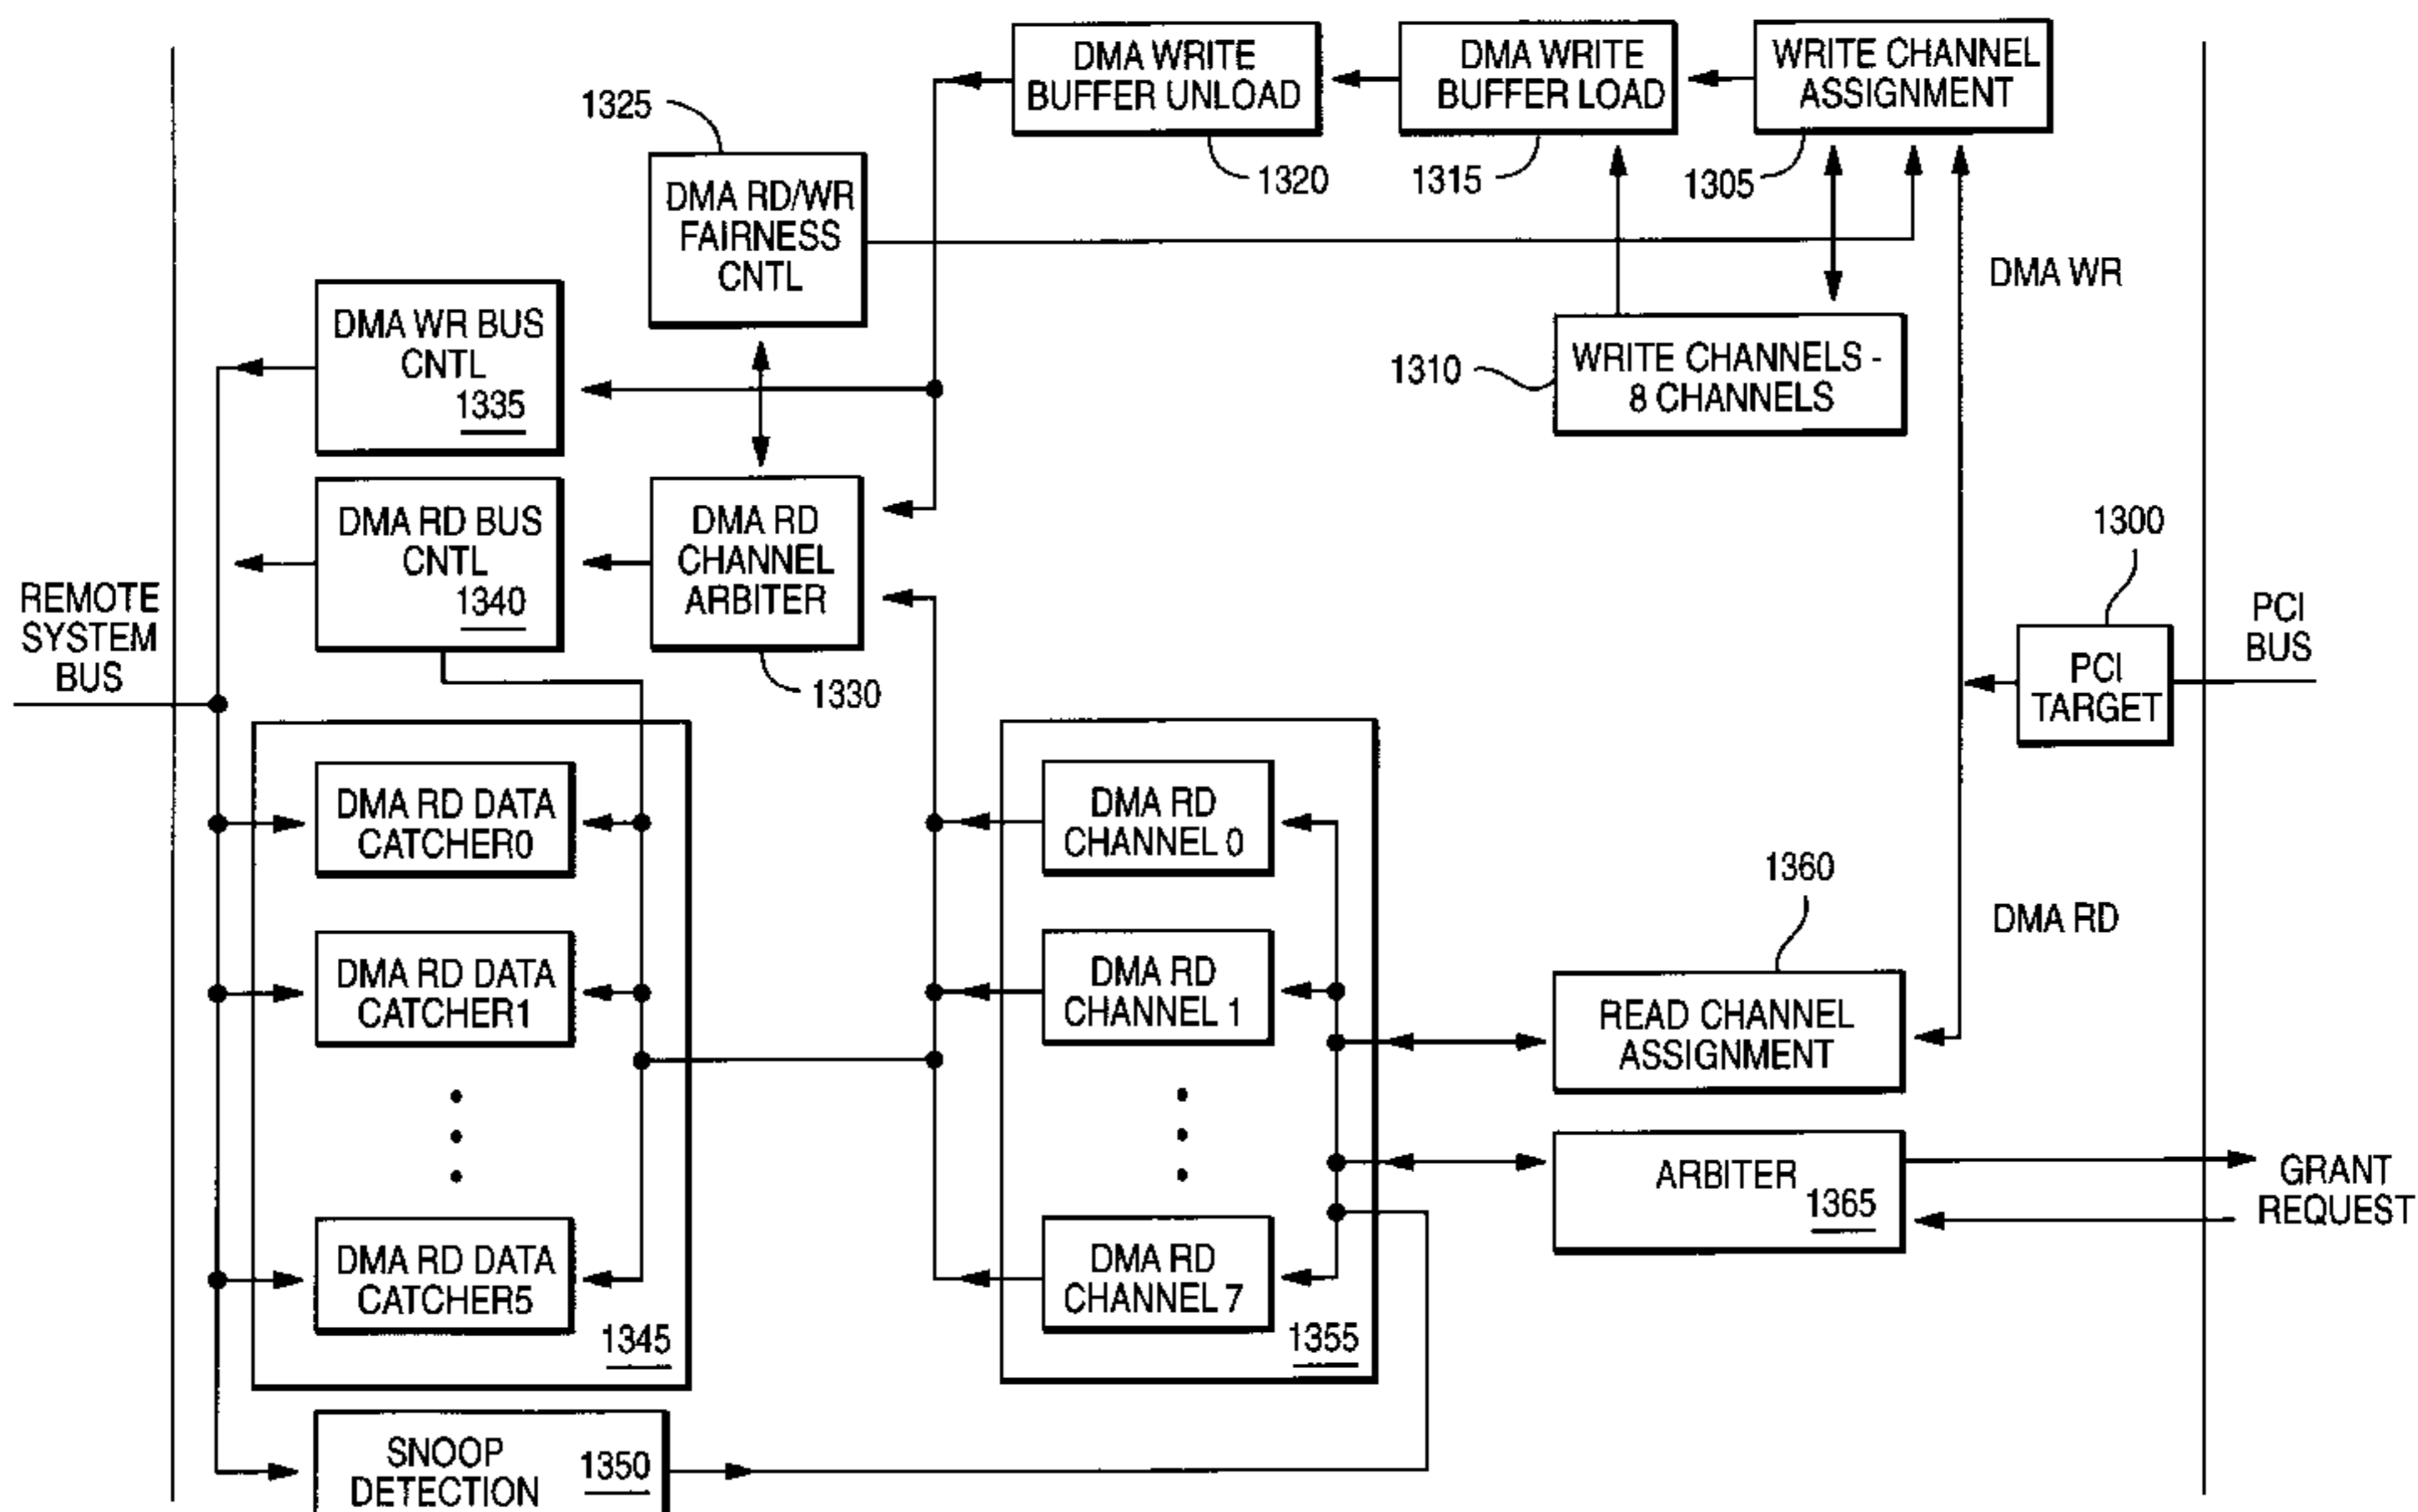 DMA WRITE
BUFFER UNLOAD
DMA WRITE
BUFFER LOAD
WRITE CHANNEL
ASSIGNMENT
1325
1320
1315
1305
DMA RD/WR
FAIRNESS
CNTL
DMA WR
DMA WR BUS
CNTL
1335
1310
WRITE CHANNELS -
8 CHANNELS
DMA RD BUS
CNTL
1340
DMA RD
CHANNEL
ARBITER
1330
1300
REMOTE
SYSTEM
BUS
PCI
TARGET
PCI
BUS
DMA RD DATA
CATCHER0
DMA RD DATA
CATCHER1
DMA RD DATA
CATCHER5
1345
DMA RD
CHANNEL 0
DMA RD
CHANNEL 1
DMA RD
CHANNEL 7
1355
1360
DMA RD
READ CHANNEL
ASSIGNMENT
ARBITER
1365
GRANT
REQUEST
SNOOP
DETECTION
1350